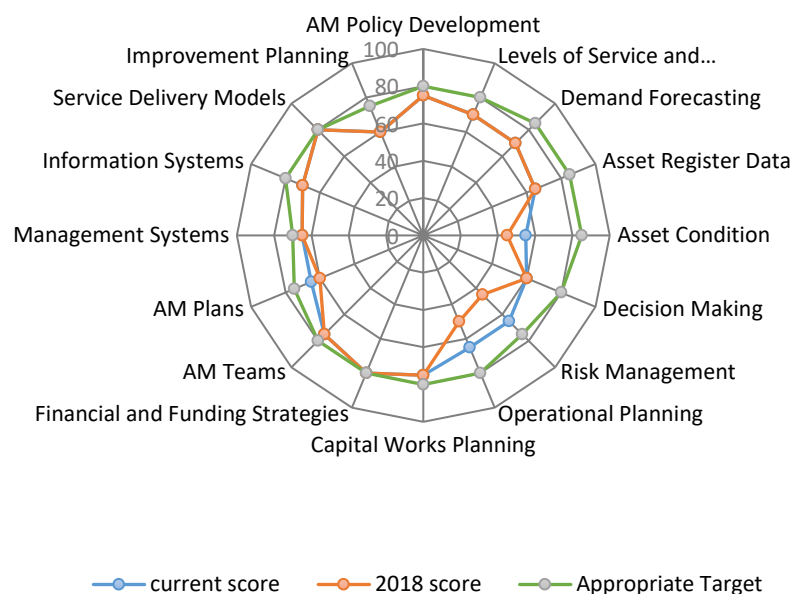 AM Policy Development
100
Improvement Planning
Levels of Service and...
80
Service Delivery Models
Demand Forecasting
60
Information Systems
40
Asset Register Data
20
Management Systems
0
Asset Condition
AM Plans
Decision Making
AM Teams
Risk Management
Financial and Funding Strategies
Operational Planning
Capital Works Planning
current score
2018 score
Appropriate Target